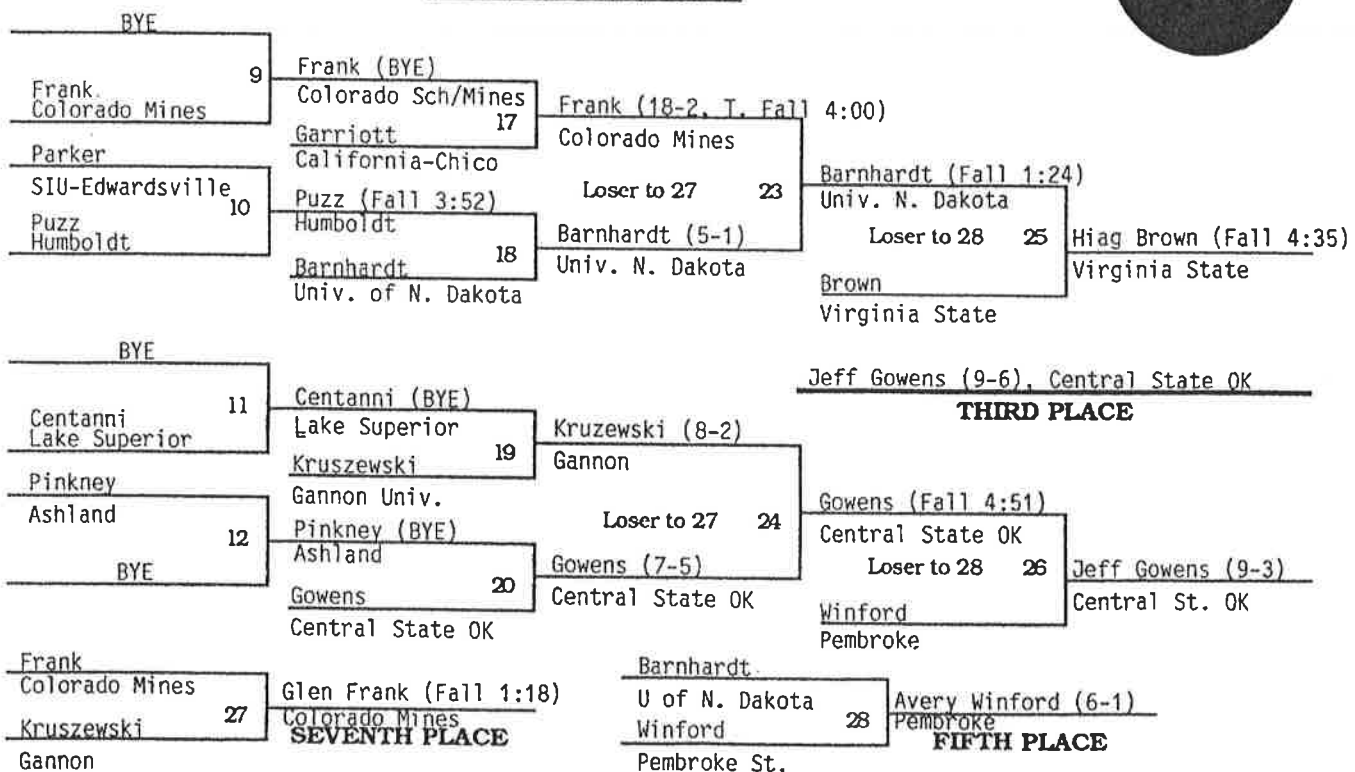 BYE
9
Frank
Colorado Mines
Frank (BYE)
Colorado Sch/Mines
17
Garriott
California-Chico
Frank (18-2, T. Fall 4:00)
Colorado Mines
Parker
SIU-Edwardsville
10
Puzz
Humboldt
Puzz (Fall 3:52)
Humboldt
18
Barnhardt
Univ. of N. Dakota
Loser to 27 23
Barnhardt (5-1)
Univ. N. Dakota
Barnhardt (Fall 1:24)
Univ. N. Dakota
Loser to 28 25
Brown
Virginia State
Hiag Brown (Fall 4:35)
Virginia State
BYE
11
Centanni
Lake Superior
Centanni (BYE)
Lake Superior
19
Kruszewski
Gannon Univ.
Kruzewski (8-2)
Gannon
Jeff Gowens (9-6), Central State OK
THIRD PLACE
Pinkney
Ashland
12
BYE
Pinkney (BYE)
Ashland
20
Gowens
Central State OK
Loser to 27 24
Gowens (7-5)
Central State OK
Gowens (Fall 4:51)
Central State OK
Loser to 28 26
Winford
Pembroke
Jeff Gowens (9-3)
Central St. OK
Frank
Colorado Mines
27
Kruszewski
Gannon
Glen Frank (Fall 1:18)
Colorado Mines
SEVENTH PLACE
Barnhardt
U of N. Dakota
28
Winford
Pembroke St.
Avery Winford (6-1)
Pembroke
FIFTH PLACE